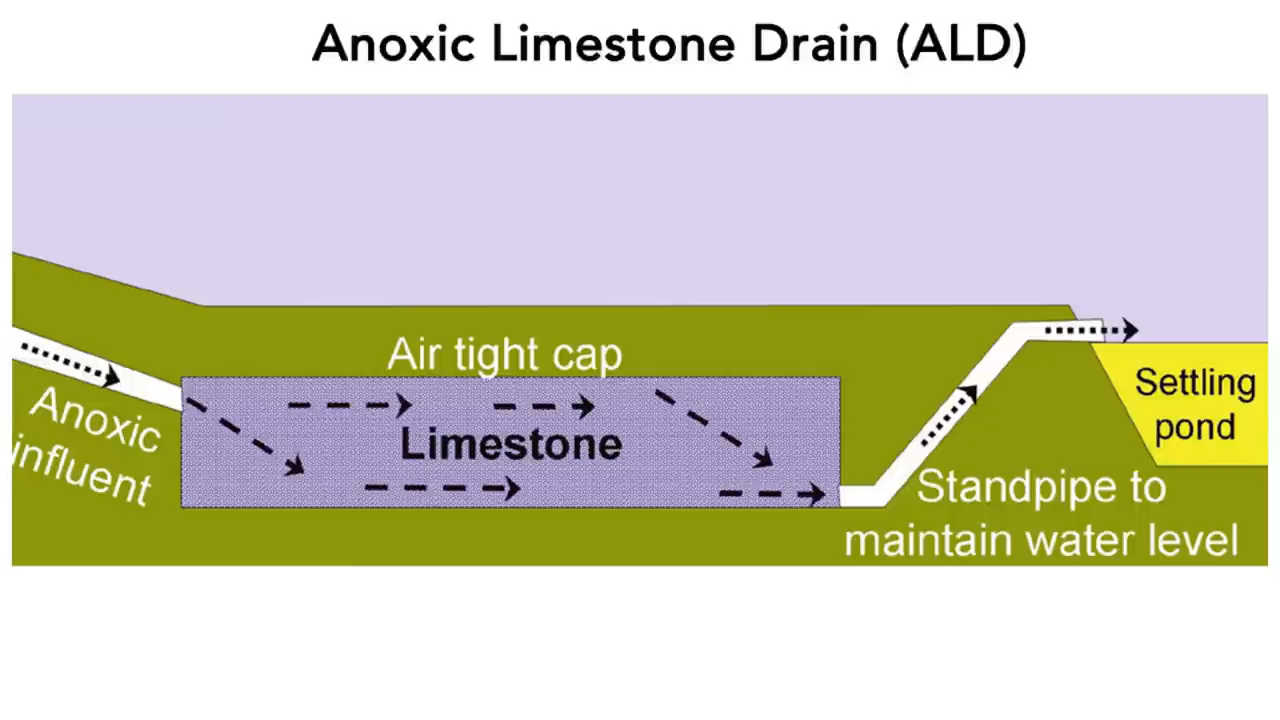 Anoxic Limestone Drain (ALD)
Air tight cap
Anoxic
influent
Limestone
Settling
pond
Standpipe to
maintain water level